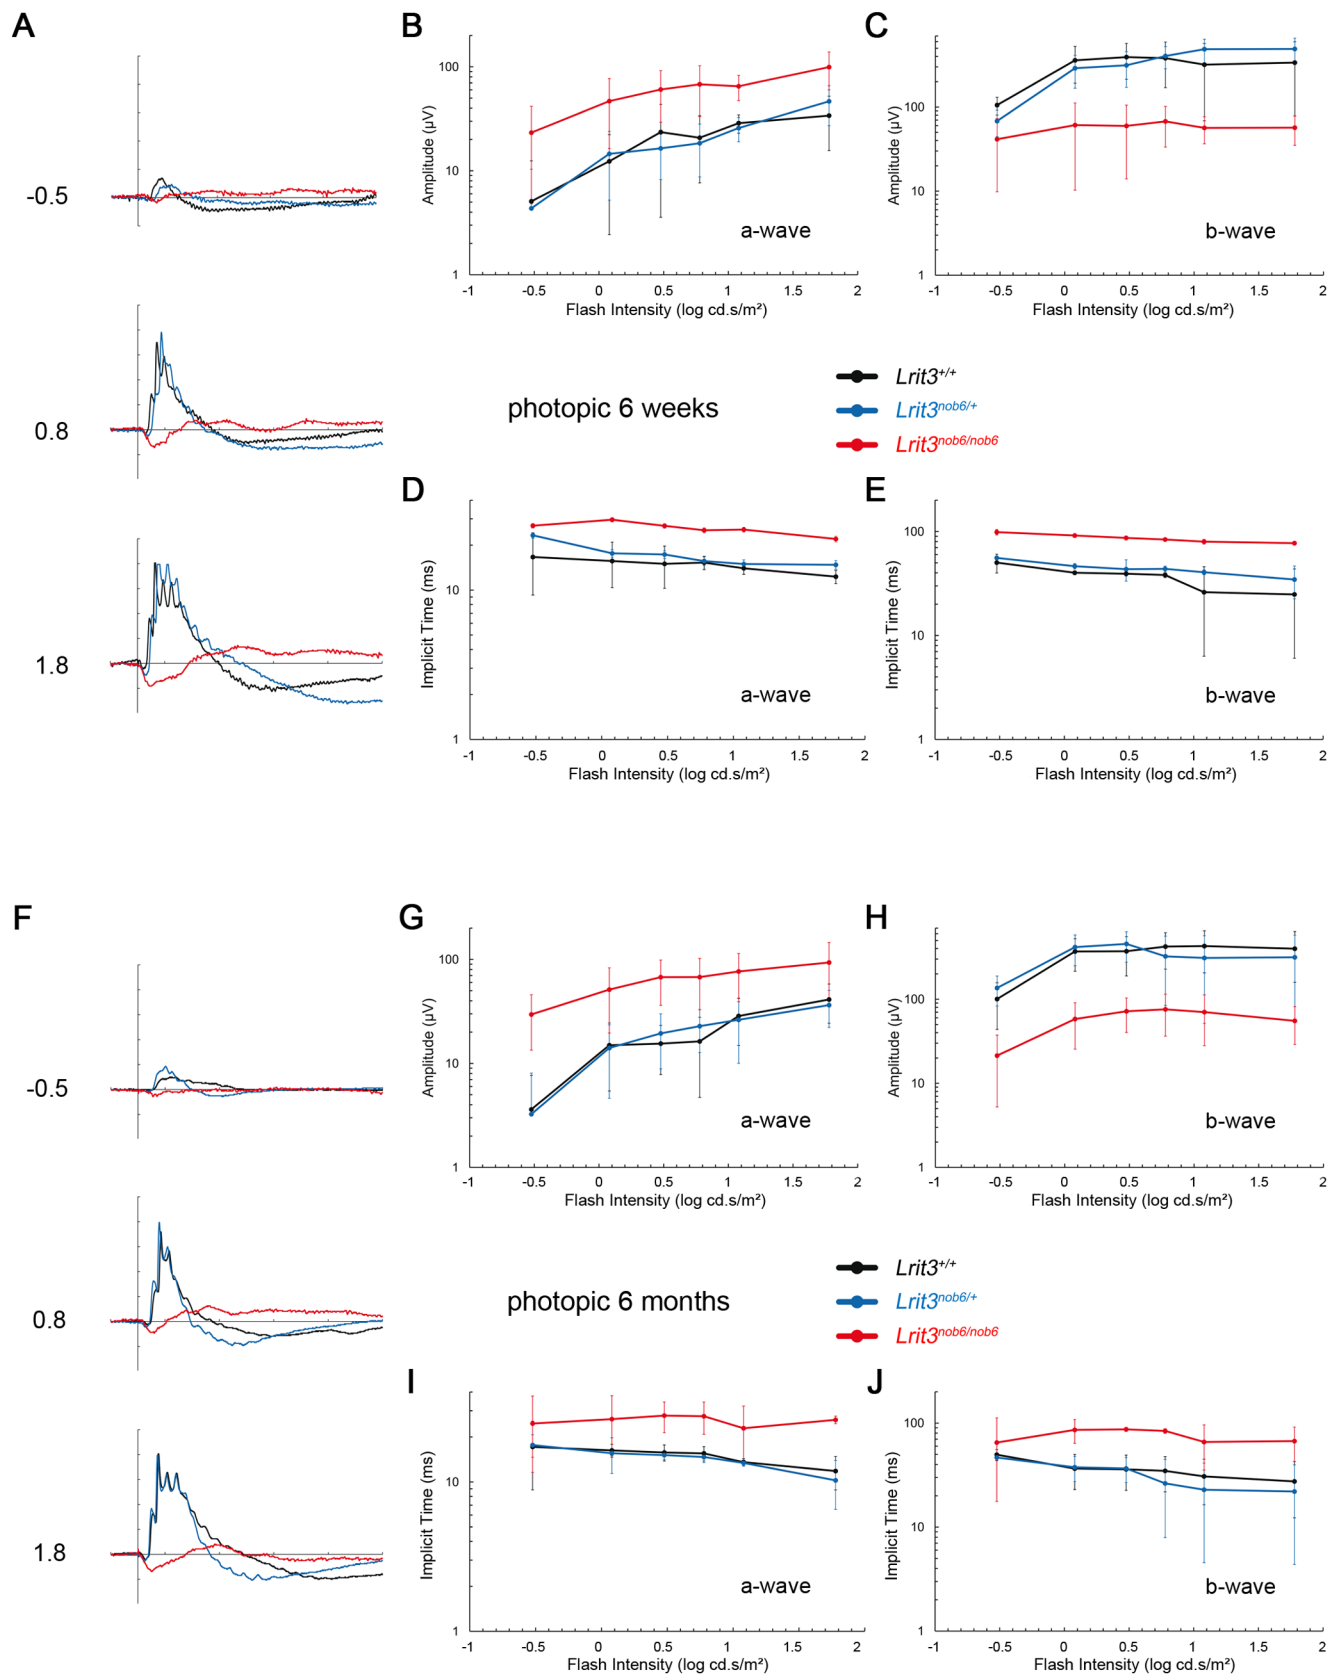 A
B
C
-0.5
0.8
1.8
Amplitude (µV)
100
10
1
-1
-0.5
0
0.5
1
1.5
2
Flash Intensity (log cd.s/m²)
a-wave
Amplitude (µV)
100
10
1
-1
-0.5
0
0.5
1
1.5
2
Flash Intensity (log cd.s/m²)
b-wave
photopic 6 weeks
Lrit3+/+
Lrit3nob6/+
Lrit3nob6/nob6
D
E
Implicit Time (ms)
10
1
-1
-0.5
0
0.5
1
1.5
2
Flash Intensity (log cd.s/m²)
a-wave
Implicit Time (ms)
100
10
1
-1
-0.5
0
0.5
1
1.5
2
Flash Intensity (log cd.s/m²)
b-wave
F
G
H
-0.5
0.8
1.8
Amplitude (µV)
100
10
1
-1
-0.5
0
0.5
1
1.5
2
Flash Intensity (log cd.s/m²)
a-wave
Amplitude (µV)
100
10
1
-1
-0.5
0
0.5
1
1.5
2
Flash Intensity (log cd.s/m²)
b-wave
photopic 6 months
Lrit3+/+
Lrit3nob6/+
Lrit3nob6/nob6
I
J
Implicit Time (ms)
10
1
-1
-0.5
0
0.5
1
1.5
2
Flash Intensity (log cd.s/m²)
a-wave
Implicit Time (ms)
100
10
1
-1
-0.5
0
0.5
1
1.5
2
Flash Intensity (log cd.s/m²)
b-wave